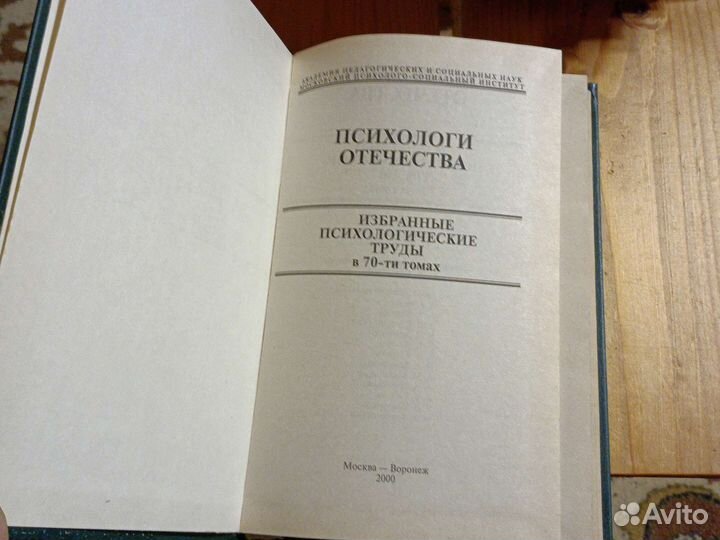 АКАДЕМИЯ ПЕДАГОГИЧЕСКИХ И СОЦИАЛЬНЫХ НАУК
МОСКОВСКИЙ ПСИХОЛОГО-СОЦИАЛЬНЫЙ ИНСТИТУТ
ПСИХОЛОГИ
ОТЕЧЕСТВА
ИЗБРАННЫЕ
ПСИХОЛОГИЧЕСКИЕ
ТРУДЫ
в 70-ти томах
Москва — Воронеж
2000
Avito